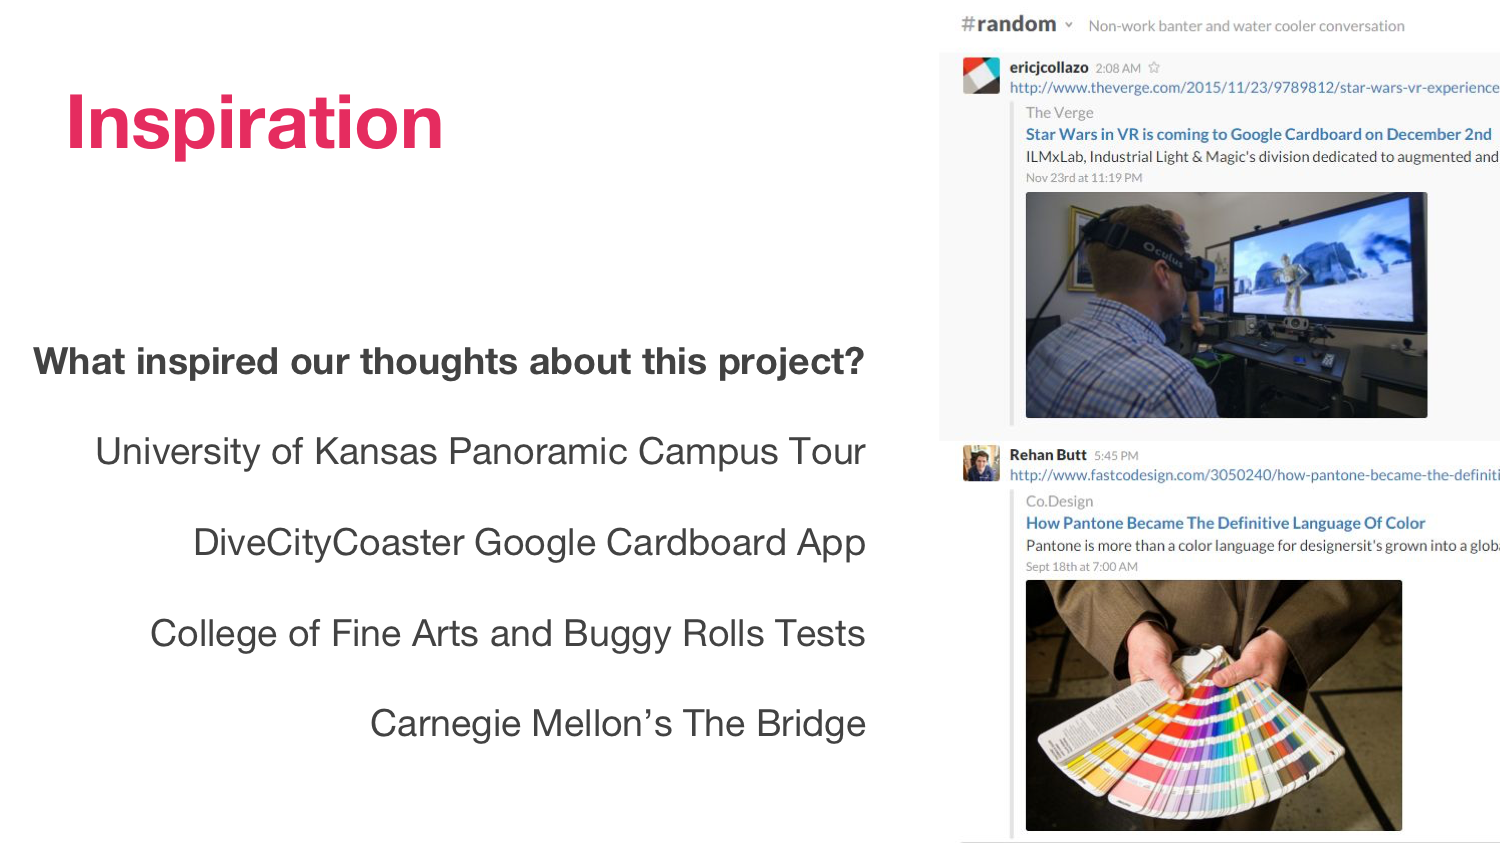 Inspiration
What inspired our thoughts about this project?
University of Kansas Panoramic Campus Tour
DiveCityCoaster Google Cardboard App
College of Fine Arts and Buggy Rolls Tests
Carnegie Mellon’s The Bridge
#random Non-work banter and water cooler conversation
ericjcollazo 2:08 AM
http://www.theverge.com/2015/11/23/9789812/star-wars-vr-experience
The Verge
Star Wars in VR is coming to Google Cardboard on December 2nd
ILMxLab, Industrial Light & Magic's division dedicated to augmented and
Nov 23rd at 11:19 PM
Oculus
Rehan Butt 5:45 PM
http://www.fastcodesign.com/3050240/how-pantone-became-the-definiti
Co.Design
How Pantone Became The Definitive Language Of Color
Pantone is more than a color language for designersit's grown into a globa
Sept 18th at 7:00 AM